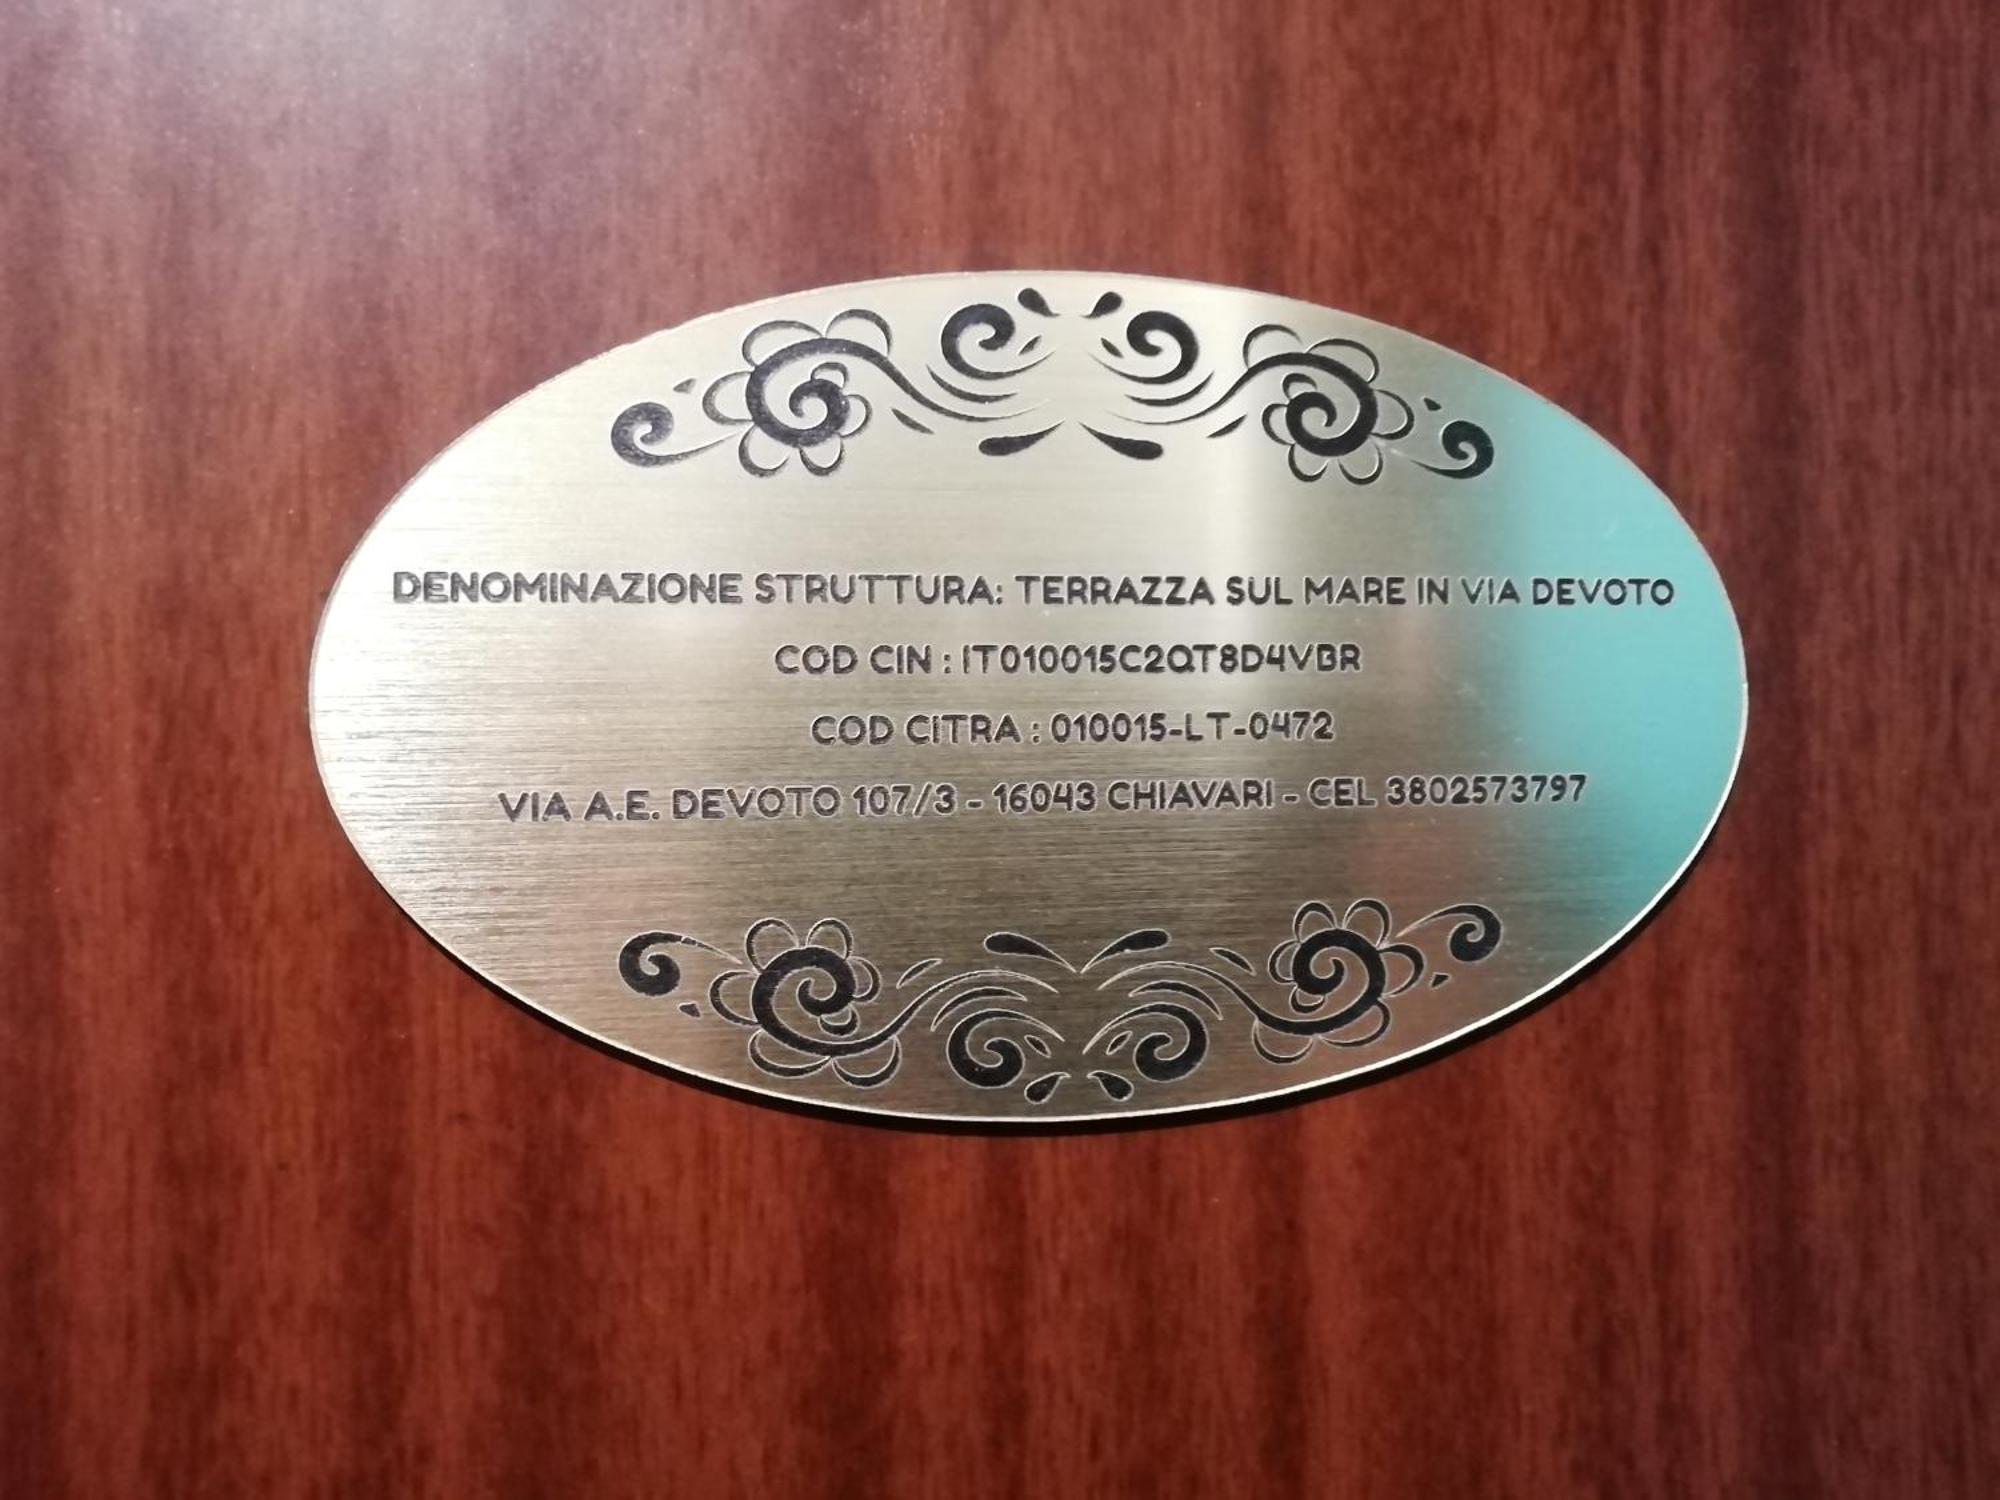 DENOMINAZIONE STRUTTURA: TERRAZZA SUL MARE IN VIA DEVOTO
COD CIN : IT010015C2QT8D4VBR
COD CITRA : 010015-LT-0472
VIA A.E. DEVOTO 107/3 - 16043 CHIAVARI - CEL 3802573797